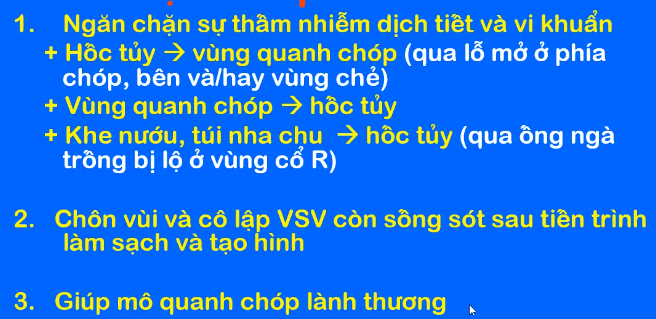 1. Ngăn chặn sự thấm nhiễm dịch tiết và vi khuẩn
+ Hốc tủy → vùng quanh chóp (qua lỗ mở ở phía
chóp, bên và/hay vùng chẻ)
+ Vùng quanh chóp → hốc tủy
+ Khe nướu, túi nha chu → hốc tủy (qua ống ngà
trống bị lộ ở vùng cổ R)
2. Chôn vùi và cô lập VSV còn sống sót sau tiến trình
làm sạch và tạo hình
3. Giúp mô quanh chóp lành thương